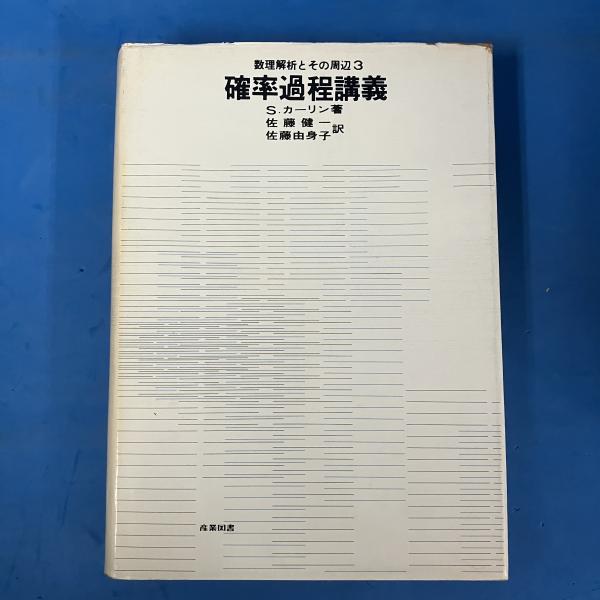 数理解析とその周辺3
確率過程講義
S.カーリン著
佐藤健一
佐藤由身子訳
産業図書